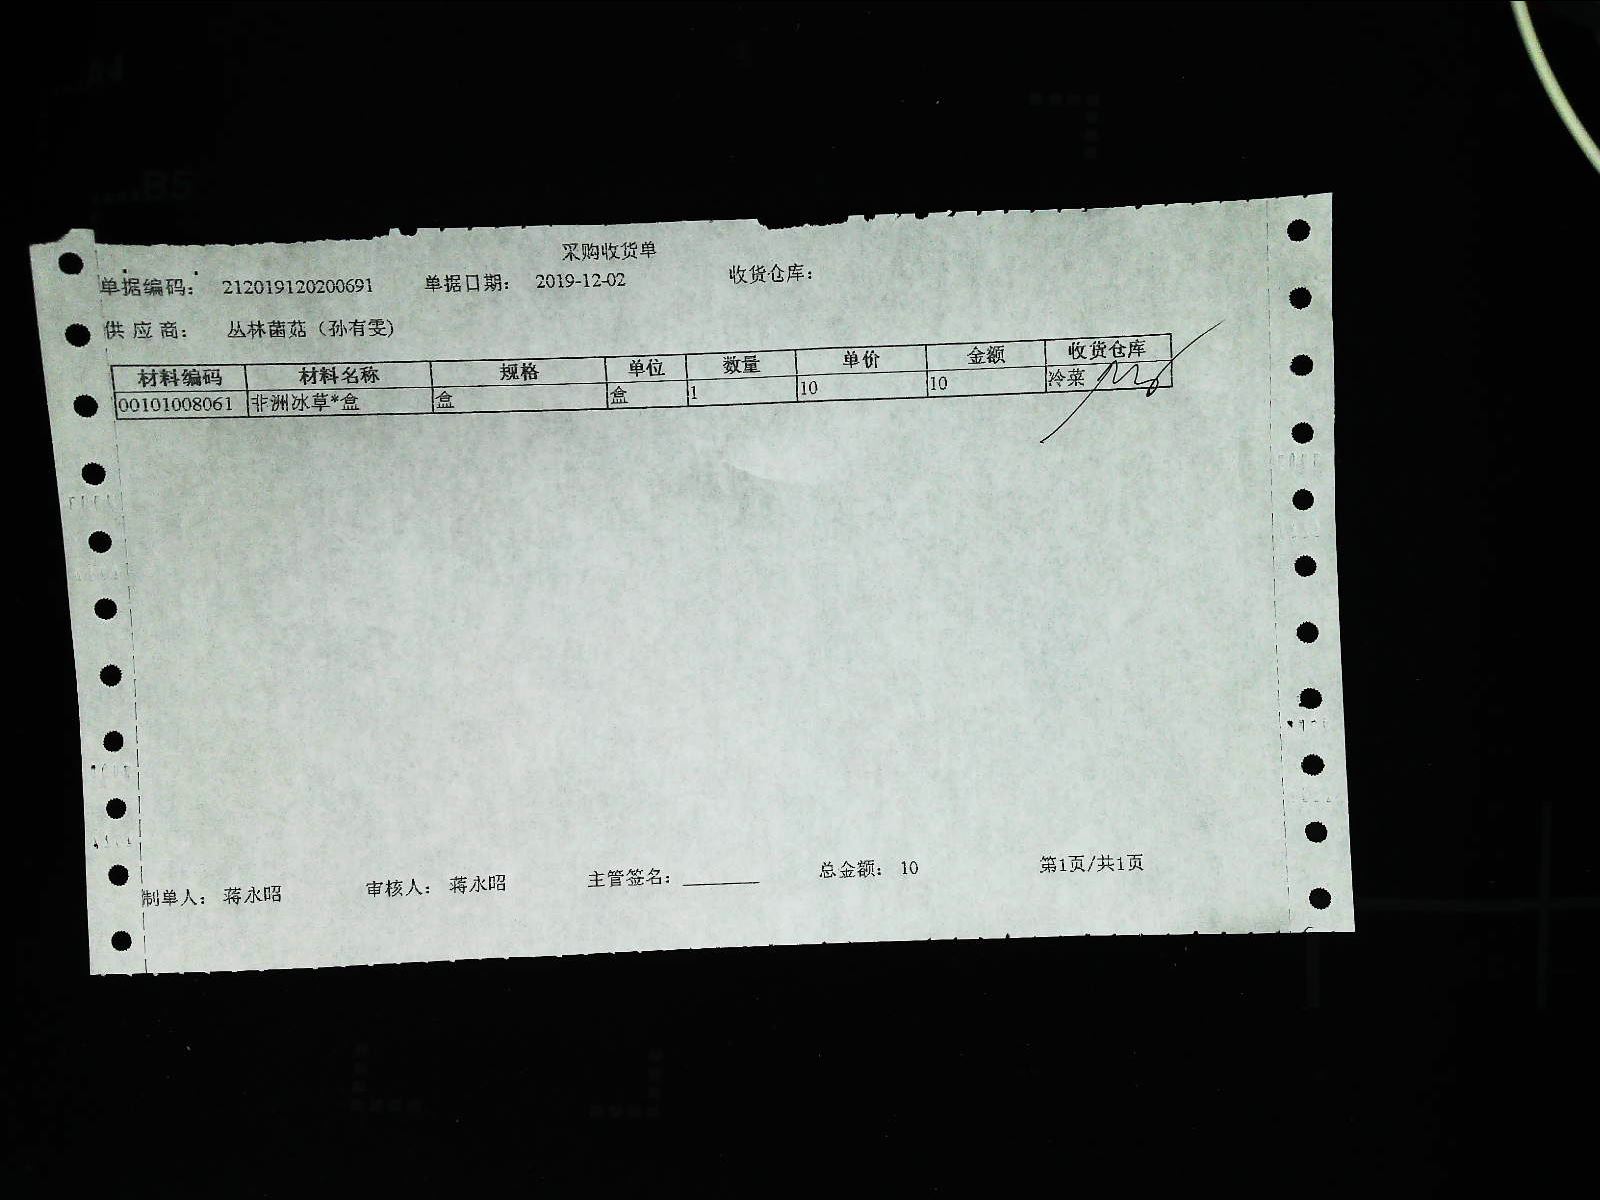 采购收货单
单据编码： 212019120200691 单据日期： 2019-12-02 收货仓库：
供应商： 丛林菌菇（孙有雯）
材料编码 材料名称 规格 单位 数量 单价 金额 收货仓库
00101008061 非洲冰草*盒 盒 盒 1 10 10 冷菜
制单人： 蒋永昭 审核人： 蒋永昭 主管签名：________ 总金额： 10 第1页/共1页